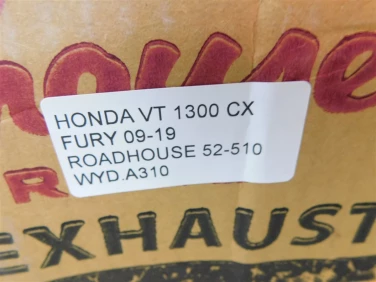 HONDA VT 1300 CX
FURY 09-19
ROADHOUSE 52-510
WYD.A310
EXHAUST